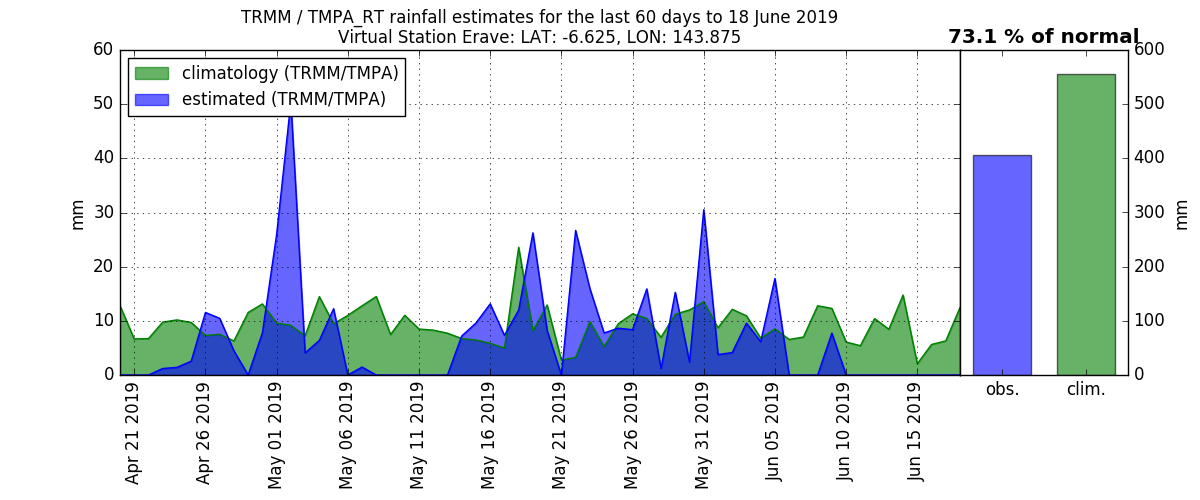 TRMM / TMPA_RT rainfall estimates for the last 60 days to 18 June 2019
Virtual Station Erave: LAT: -6.625, LON: 143.875
73.1 % of normal
climatology (TRMM/TMPA)
estimated (TRMM/TMPA)
mm
60
50
40
30
20
10
0
Apr 21 2019
Apr 26 2019
May 01 2019
May 06 2019
May 11 2019
May 16 2019
May 21 2019
May 26 2019
May 31 2019
Jun 05 2019
Jun 10 2019
Jun 15 2019
obs.
clim.
600
500
400
300
200
100
0
mm